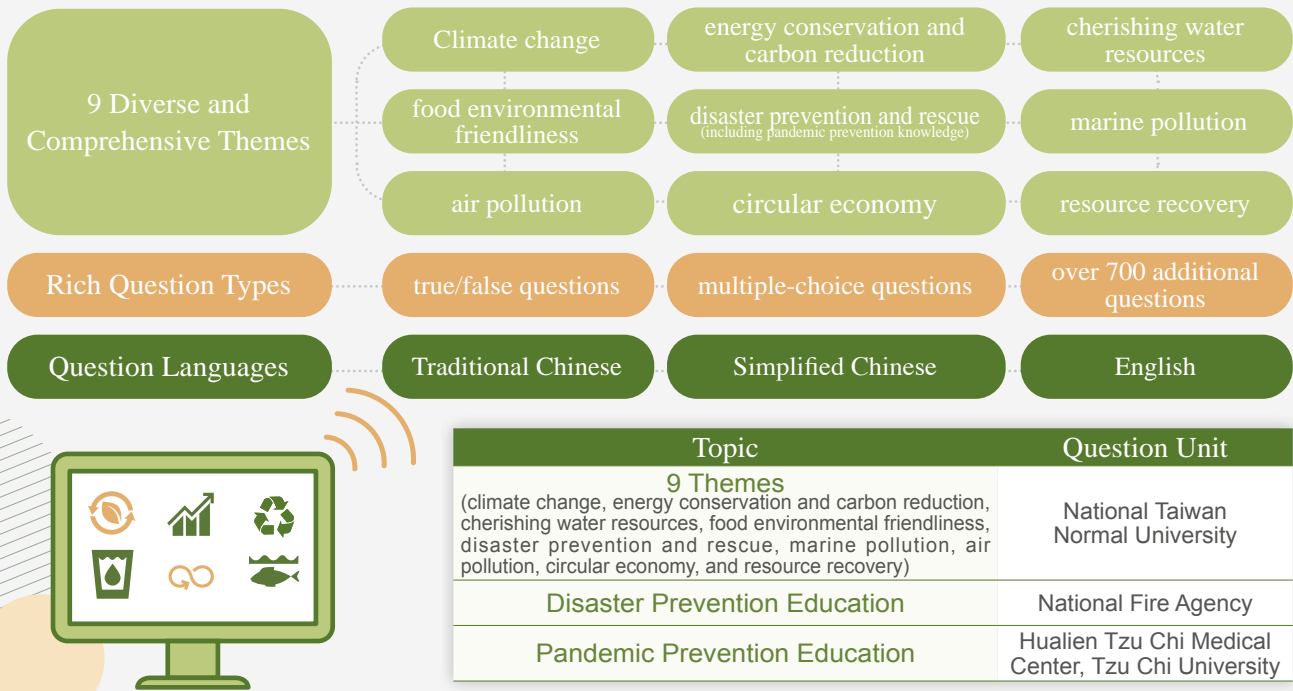 9 Diverse and
Comprehensive Themes
Climate change
energy conservation and
carbon reduction
cherishing water
resources
food environmental
friendliness
disaster prevention and rescue
(including pandemic prevention knowledge)
marine pollution
air pollution
circular economy
resource recovery
Rich Question Types
true/false questions
multiple-choice questions
over 700 additional
questions
Question Languages
Traditional Chinese
Simplified Chinese
English
Topic
Question Unit
9 Themes
(climate change, energy conservation and carbon reduction,
cherishing water resources, food environmental friendliness,
disaster prevention and rescue, marine pollution, air
pollution, circular economy, and resource recovery)
National Taiwan
Normal University
Disaster Prevention Education
National Fire Agency
Pandemic Prevention Education
Hualien Tzu Chi Medical
Center, Tzu Chi University